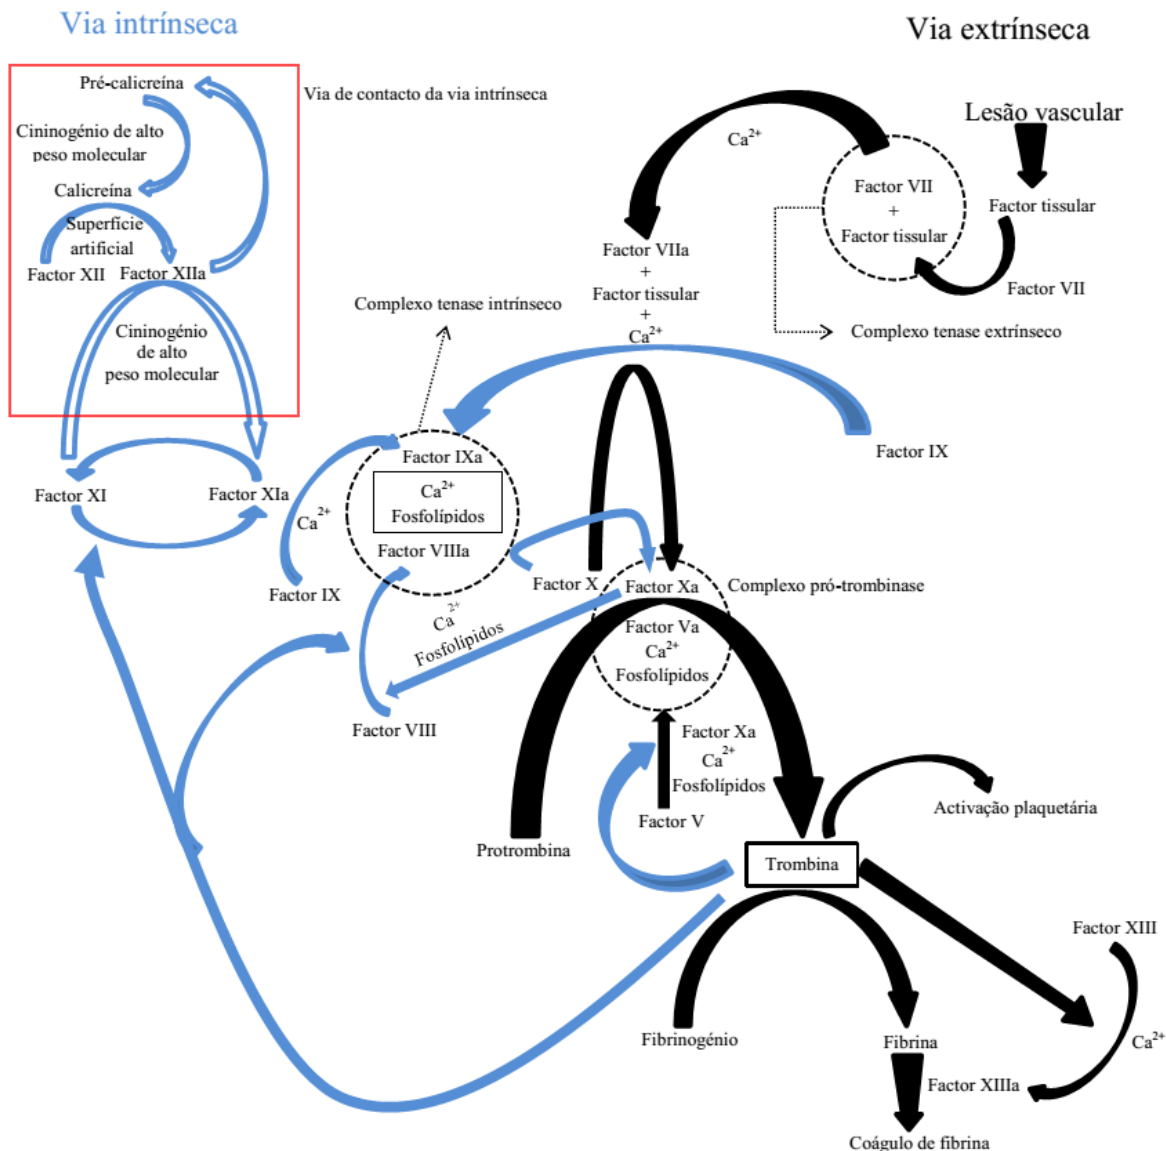 Via intrínseca
Via extrínseca
Pré-calicreína
Via de contacto da via intrínseca
Cininogénio de alto
peso molecular
Calicreína
Superfície
artificial
Factor XII
Factor XIIa
Cininogénio
de alto
peso molecular
Factor XI
Factor XIa
Lesão vascular
Ca²⁺
Factor VII
+
Factor tissular
Factor tissular
Factor VII
Factor VIIa
+
Factor tissular
+
Ca²⁺
Complexo tenase intrínseco
Complexo tenase extrínseco
Factor IX
Factor IXa
Ca²⁺
Fosfolípidos
Factor VIIIa
Ca²⁺
Factor IX
Factor X
Factor Xa
Complexo pró-trombinase
Factor Va
Ca²⁺
Fosfolípidos
Ca²⁺
Fosfolípidos
Factor VIII
Factor Xa
Ca²⁺
Fosfolípidos
Factor V
Protrombina
Activação plaquetária
Trombina
Factor XIII
Ca²⁺
Fibrinogénio
Fibrina
Factor XIIIa
Coágulo de fibrina